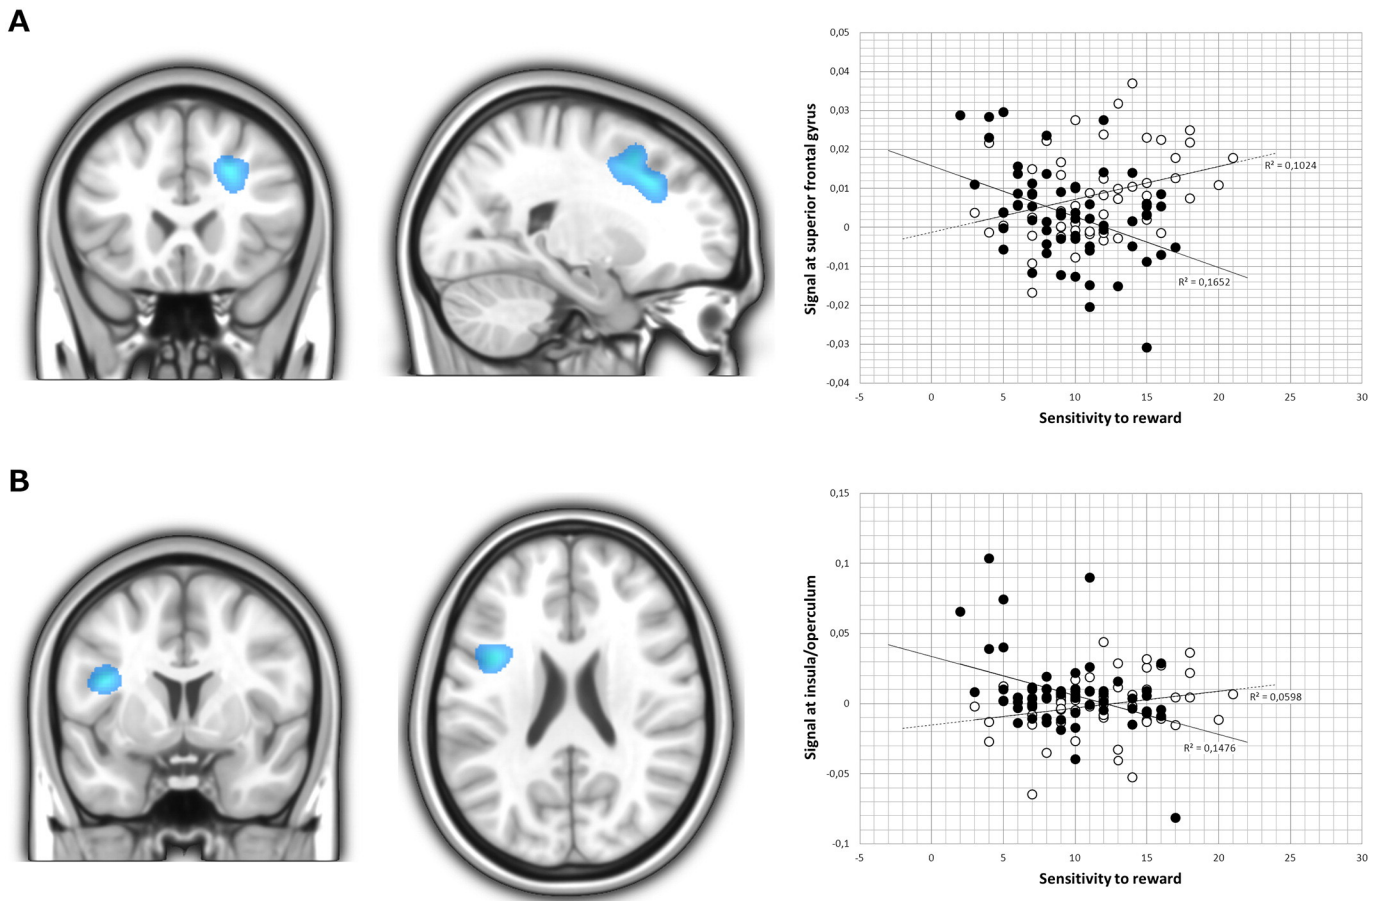 A
0,05
0,04
0,03
0,02
0,01
0
-0,01
-0,02
-0,03
-0,04
Signal at superior frontal gyrus
R² = 0,1024
R² = 0,1652
-5 0 5 10 15 20 25 30
Sensitivity to reward
B
0,15
0,1
0,05
0
-0,05
-0,1
Signal at insula/operculum
R² = 0,0598
R² = 0,1476
-5 0 5 10 15 20 25 30
Sensitivity to reward